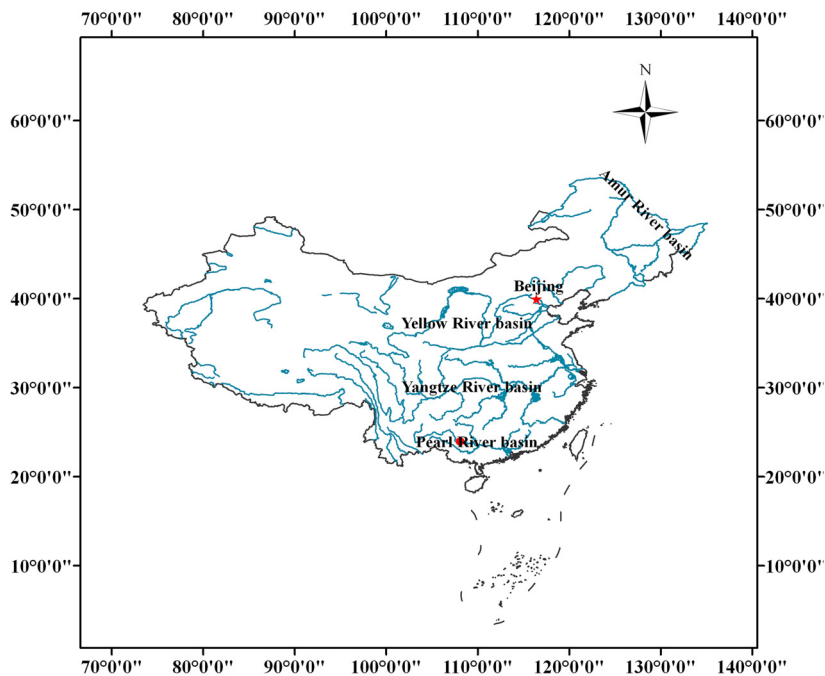 70°0'0" 80°0'0" 90°0'0" 100°0'0" 110°0'0" 120°0'0" 130°0'0" 140°0'0"
N
60°0'0" 60°0'0"
Amur River basin
50°0'0" 50°0'0"
Beijing
40°0'0" 40°0'0"
Yellow River basin
30°0'0" Yangtze River basin 30°0'0"
Pearl River basin
20°0'0" 20°0'0"
10°0'0" 10°0'0"
70°0'0" 80°0'0" 90°0'0" 100°0'0" 110°0'0" 120°0'0" 130°0'0" 140°0'0"